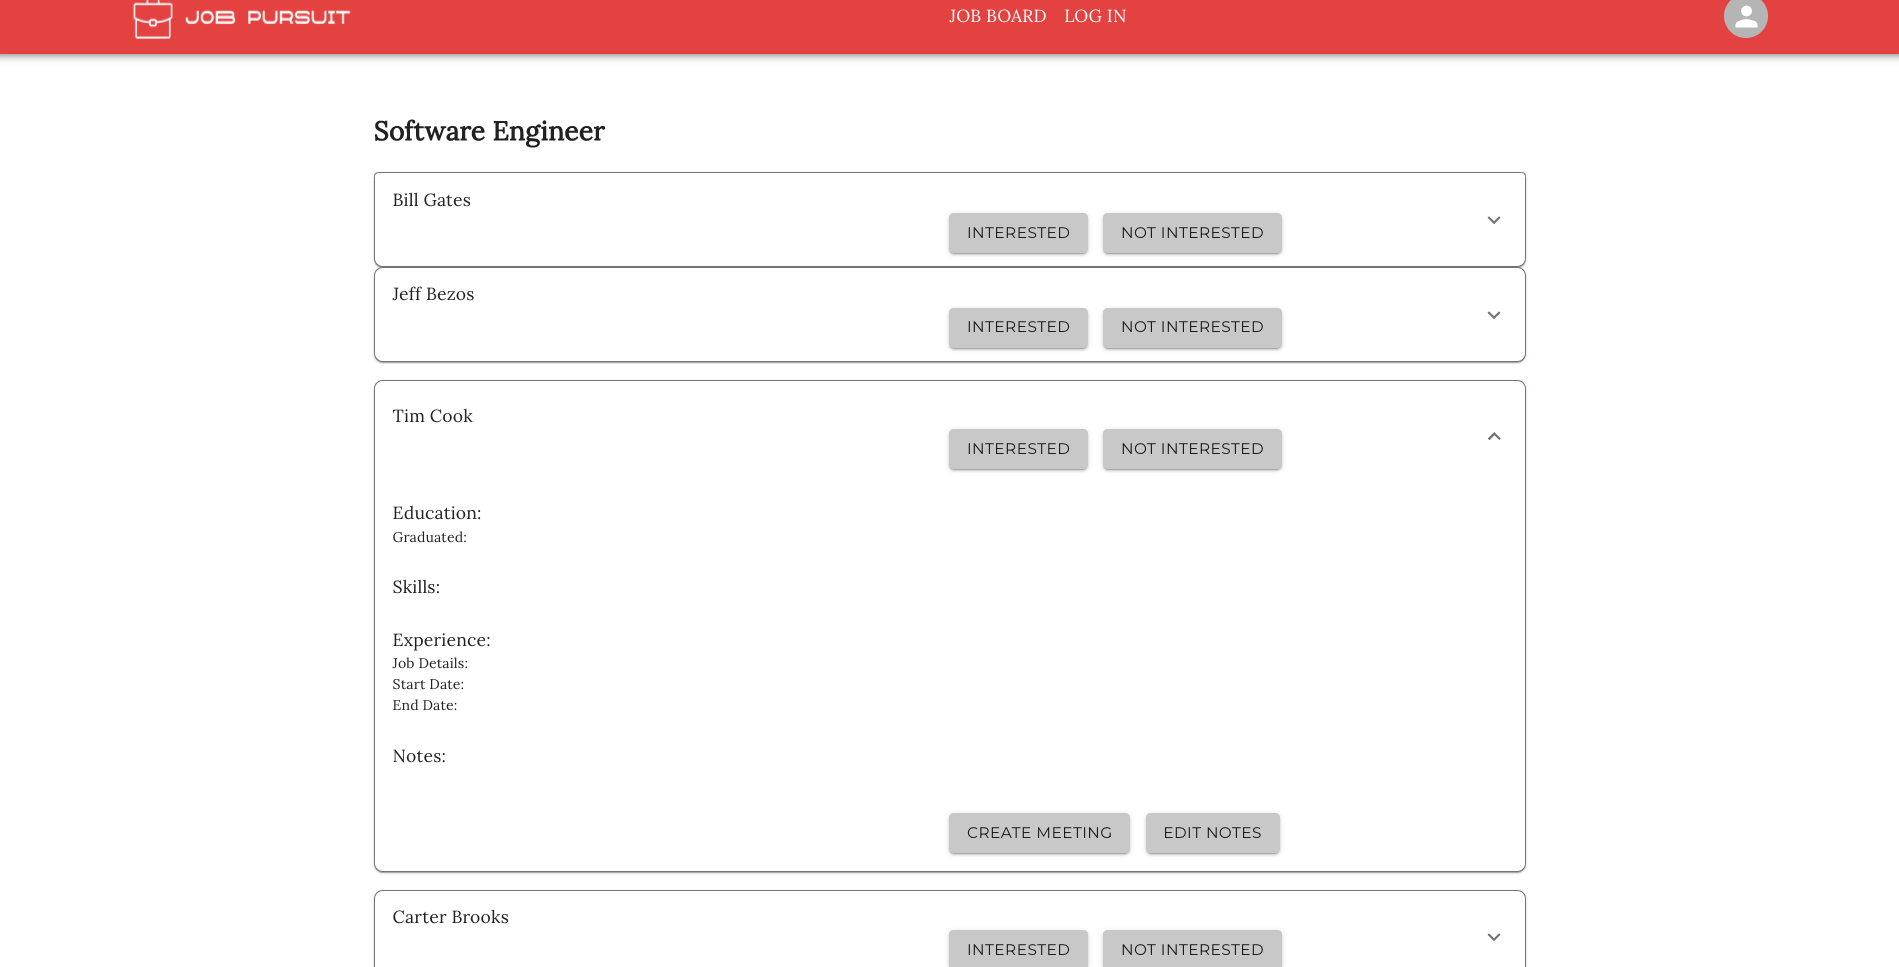 JOB PURSUIT
JOB BOARD LOG IN
Software Engineer
Bill Gates
INTERESTED NOT INTERESTED
Jeff Bezos
INTERESTED NOT INTERESTED
Tim Cook
INTERESTED NOT INTERESTED
Education:
Graduated:
Skills:
Experience:
Job Details:
Start Date:
End Date:
Notes:
CREATE MEETING EDIT NOTES
Carter Brooks
INTERESTED NOT INTERESTED